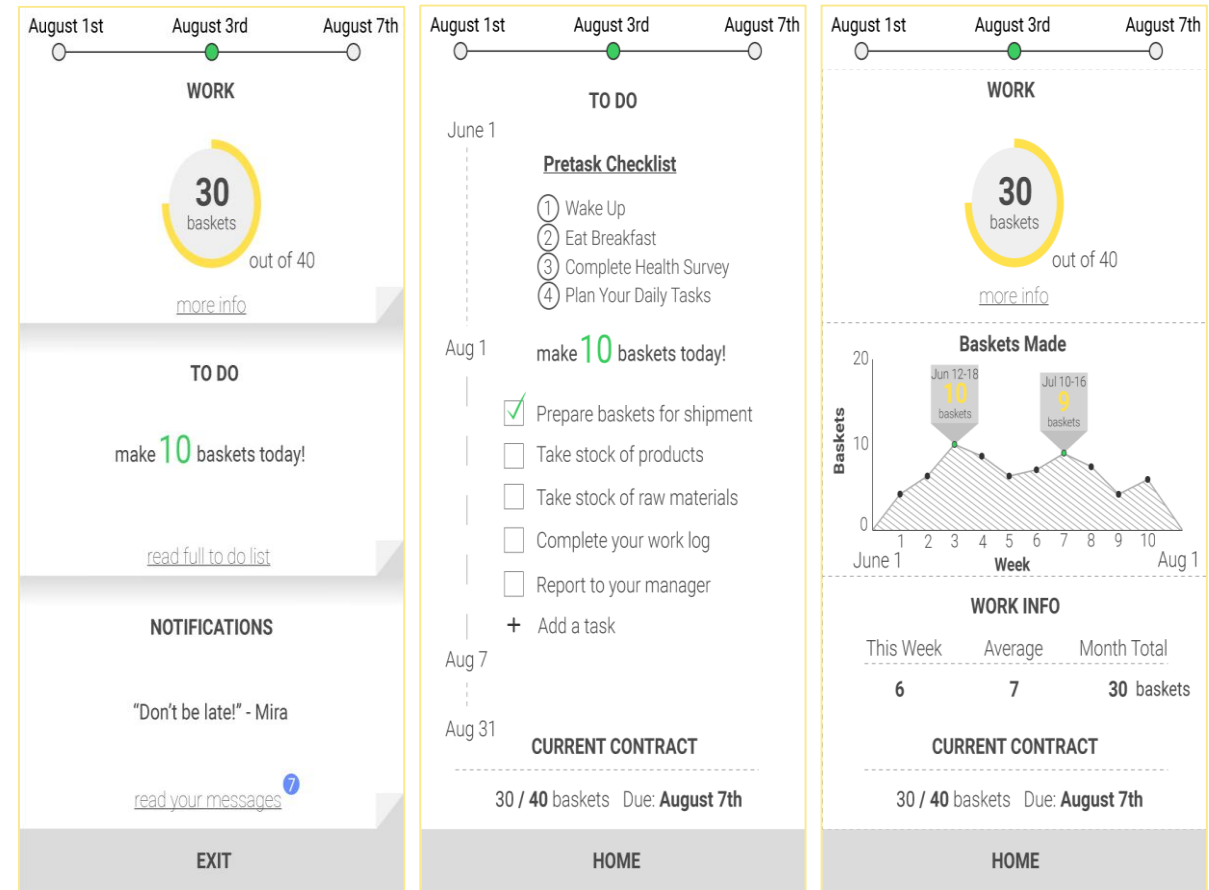 August 1st August 3rd August 7th
WORK
30
baskets
out of 40
more info
TO DO
make 10 baskets today!
read full to do list
NOTIFICATIONS
“Don’t be late!” - Mira
read your messages 7
EXIT
August 1st August 3rd August 7th
TO DO
June 1
Pretask Checklist
1 Wake Up
2 Eat Breakfast
3 Complete Health Survey
4 Plan Your Daily Tasks
Aug 1
make 10 baskets today!
Prepare baskets for shipment
Take stock of products
Take stock of raw materials
Complete your work log
Report to your manager
+ Add a task
Aug 7
Aug 31
CURRENT CONTRACT
30 / 40 baskets Due: August 7th
HOME
August 1st August 3rd August 7th
WORK
30
baskets
out of 40
more info
Baskets Made
20
Jun 12-18
10
baskets
Jul 10-16
9
baskets
Baskets
10
0
1 2 3 4 5 6 7 8 9 10
June 1 Week Aug 1
WORK INFO
This Week Average Month Total
6 7 30 baskets
CURRENT CONTRACT
30 / 40 baskets Due: August 7th
HOME